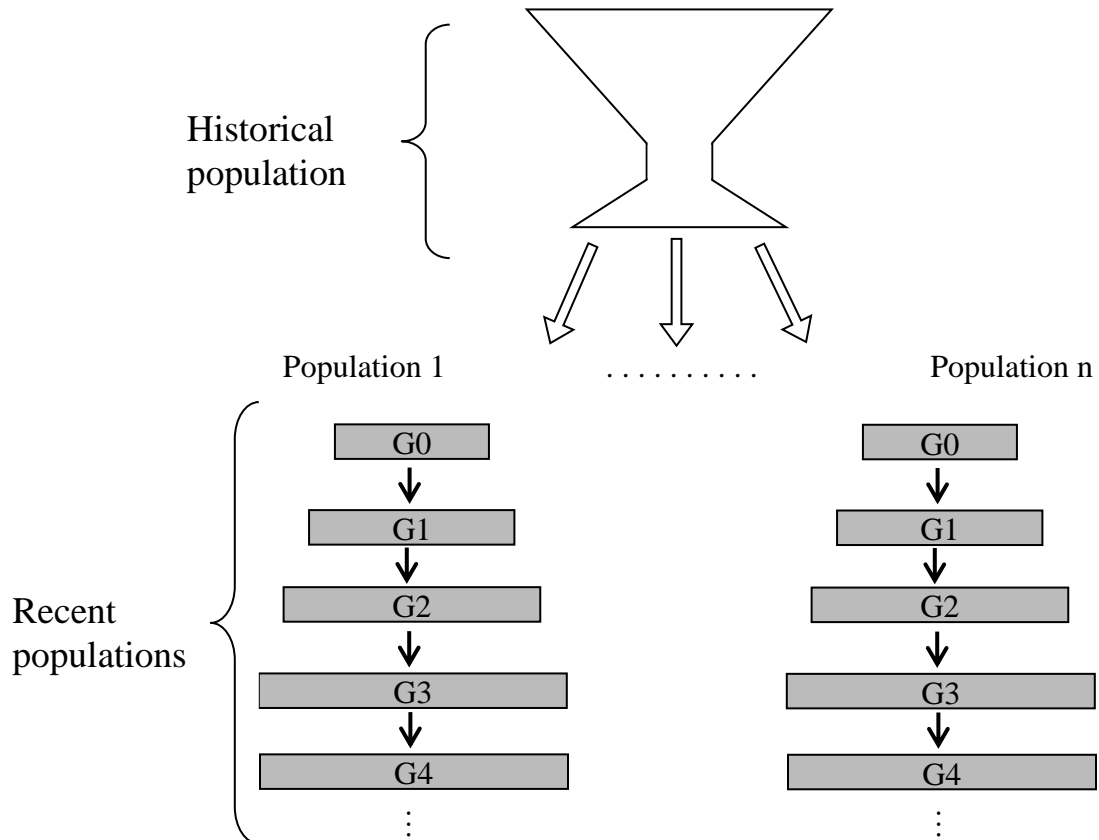 Historical
population
Population 1
. . . . . . . . . .
Population n
Recent
populations
G0
G1
G2
G3
G4
⋮
G0
G1
G2
G3
G4
⋮